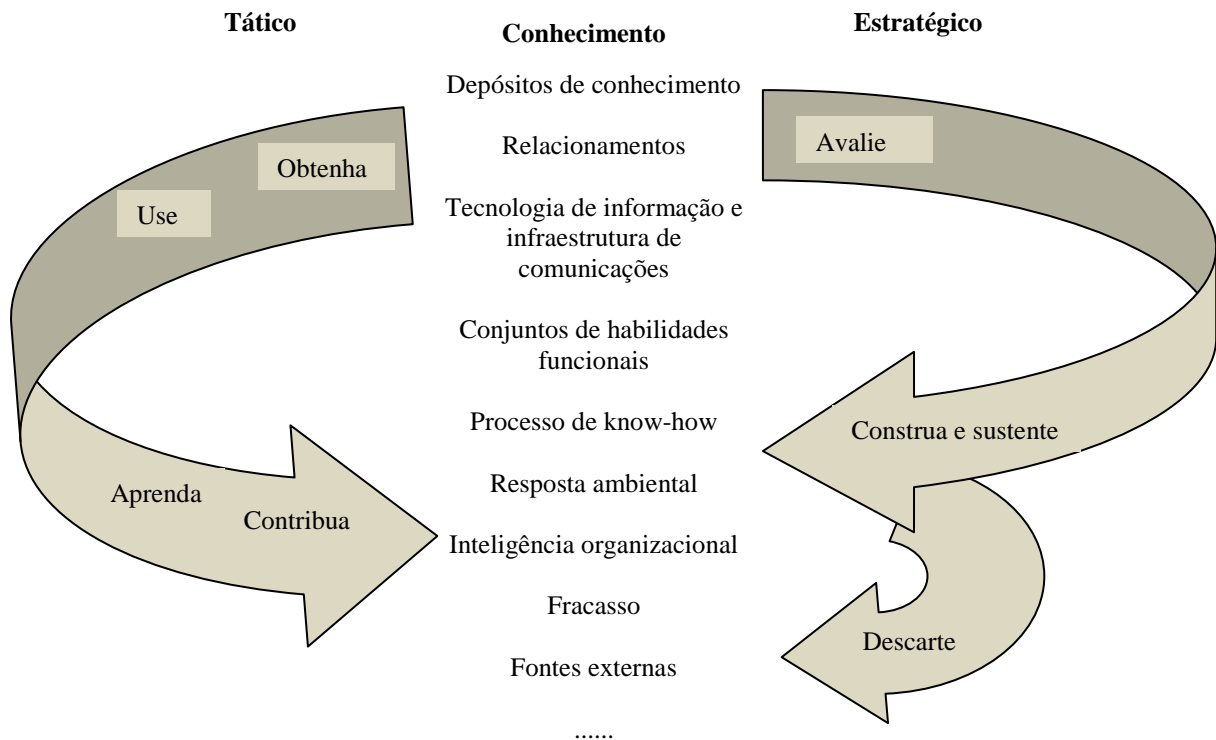 Tático
Conhecimento
Estratégico
Depósitos de conhecimento
Relacionamentos
Tecnologia de informação e
infraestrutura de
comunicações
Conjuntos de habilidades
funcionais
Processo de know-how
Resposta ambiental
Inteligência organizacional
Fracasso
Fontes externas
......
Obtenha
Use
Aprenda
Contribua
Avalie
Construa e sustente
Descarte